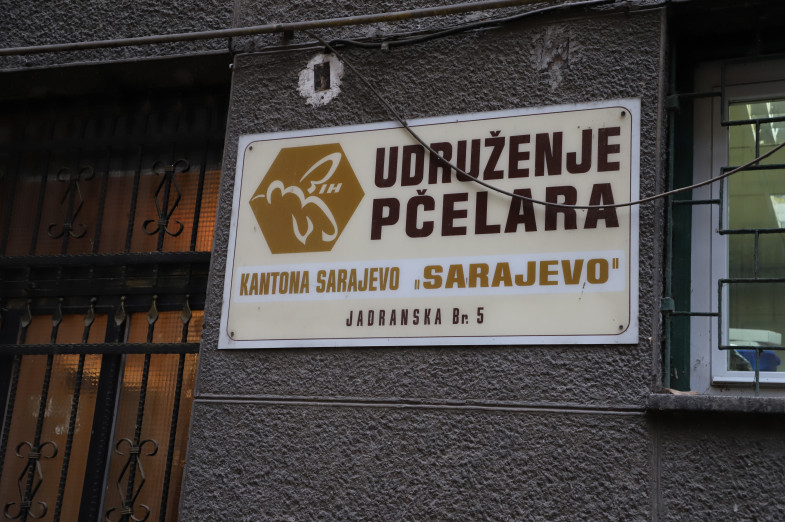 BIH
UDRUŽENJE
PČELARA
KANTONA SARAJEVO „SARAJEVO"
JADRANSKA Br. 5